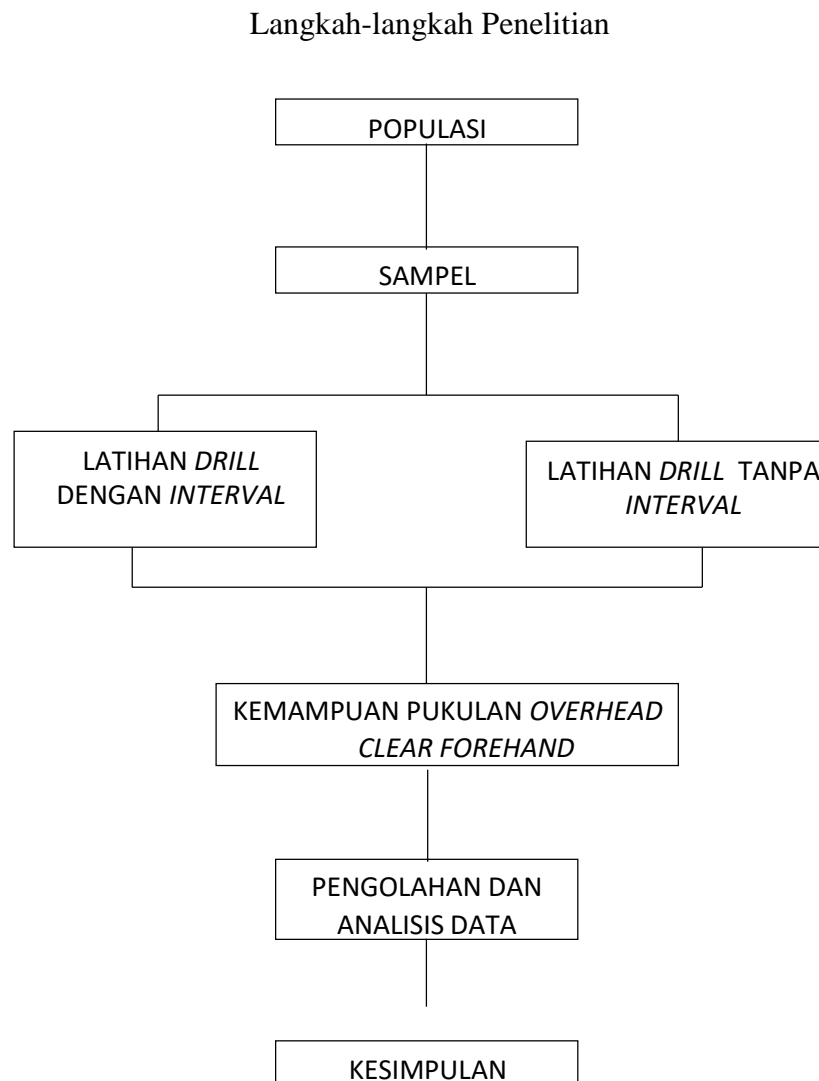 Langkah-langkah Penelitian
POPULASI
SAMPEL
LATIHAN DRILL
DENGAN INTERVAL
LATIHAN DRILL TANPA
INTERVAL
KEMAMPUAN PUKULAN OVERHEAD
CLEAR FOREHAND
PENGOLAHAN DAN
ANALISIS DATA
KESIMPULAN